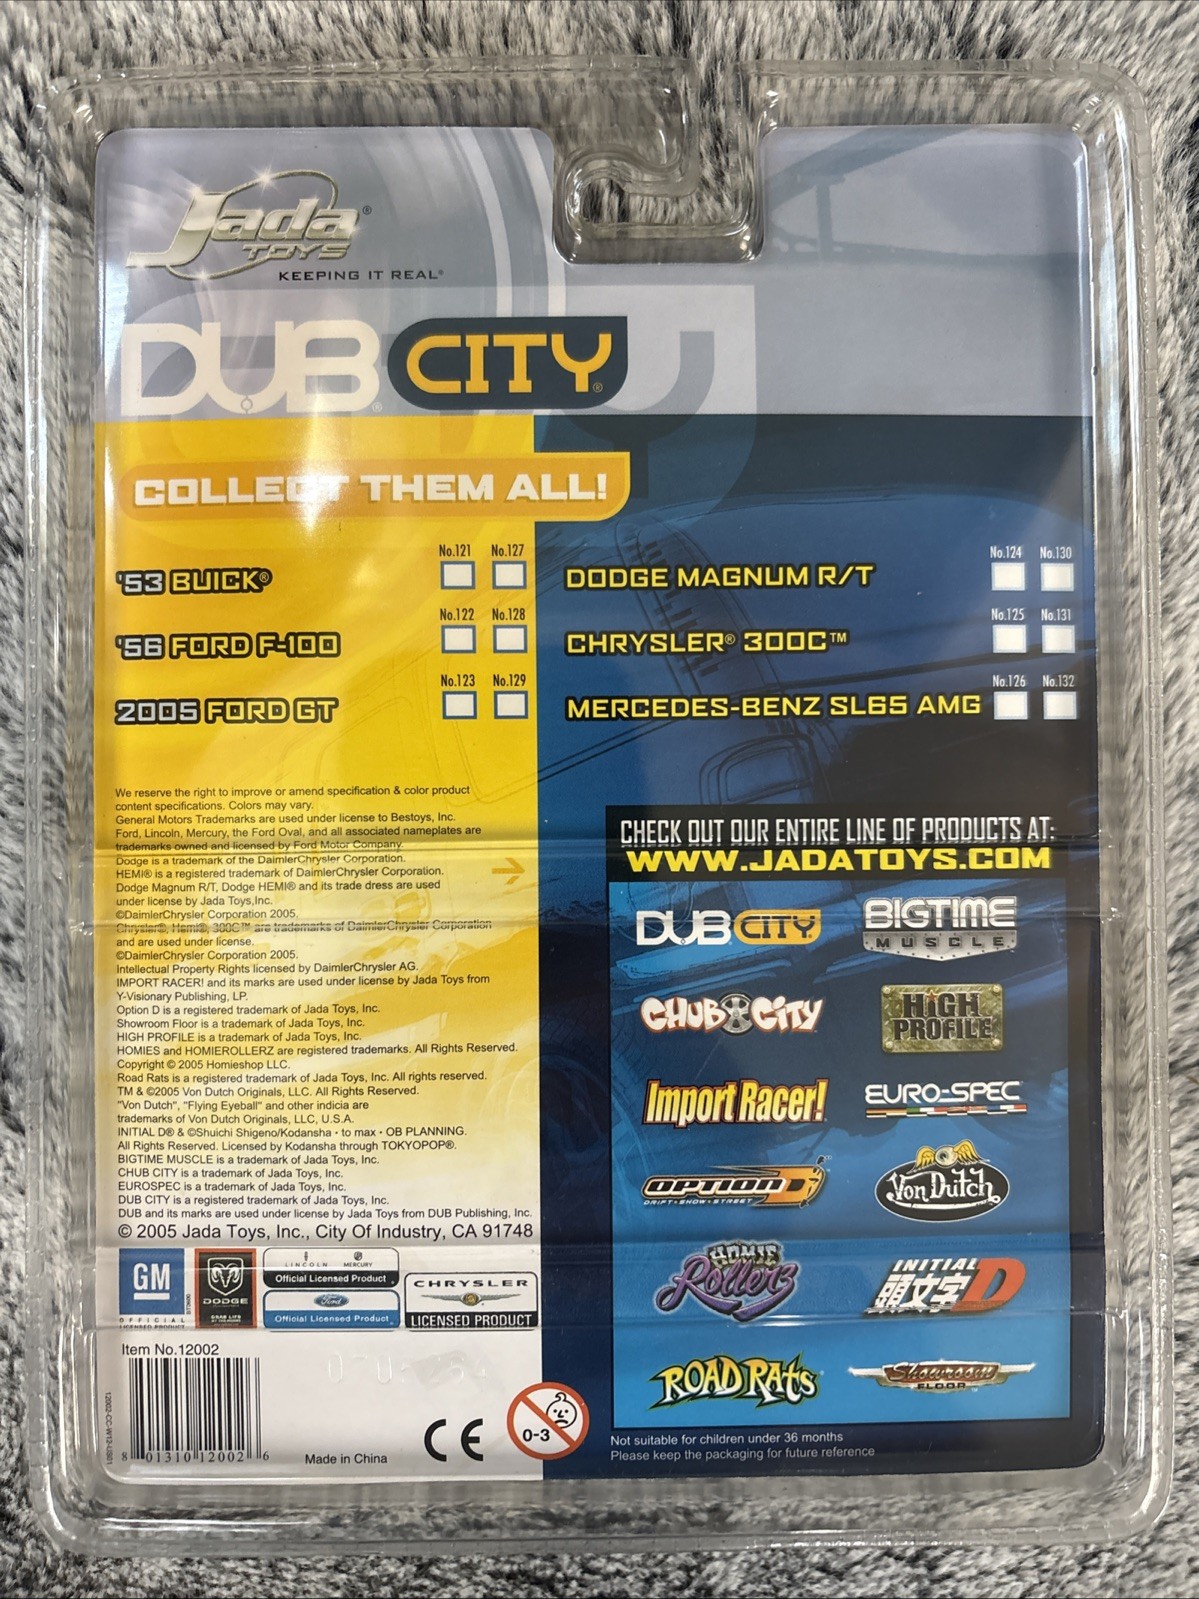 Jada®
TOYS
KEEPING IT REAL®
DUB® CITY®
COLLECT THEM ALL!
No.121 No.127
'53 BUICK®
No.122 No.128
'56 FORD F-100
No.123 No.129
2005 FORD GT
No.124 No.130
DODGE MAGNUM R/T
No.125 No.131
CHRYSLER® 300C™
No.126 No.132
MERCEDES-BENZ SL65 AMG
We reserve the right to improve or amend specification & color product
content specifications. Colors may vary.
General Motors Trademarks are used under license to Bestoys, Inc.
Ford, Lincoln, Mercury, the Ford Oval, and all associated nameplates are
trademarks owned and licensed by Ford Motor Company.
Dodge is a trademark of the DaimlerChrysler Corporation.
HEMI® is a registered trademark of DaimlerChrysler Corporation.
Dodge Magnum R/T, Dodge HEMI® and its trade dress are used
under license by Jada Toys,Inc.
©DaimlerChrysler Corporation 2005.
Chrysler®, Hemi®, 300C™ are trademarks of DaimlerChrysler Corporation
and are used under license.
©DaimlerChrysler Corporation 2005.
Intellectual Property Rights licensed by DaimlerChrysler AG.
IMPORT RACER! and its marks are used under license by Jada Toys from
Y-Visionary Publishing, LP.
Option D is a registered trademark of Jada Toys, Inc.
Showroom Floor is a trademark of Jada Toys, Inc.
HIGH PROFILE is a trademark of Jada Toys, Inc.
HOMIES and HOMIEROLLERZ are registered trademarks. All Rights Reserved.
Copyright © 2005 Homieshop LLC.
Road Rats is a registered trademark of Jada Toys, Inc. All rights reserved.
TM & ©2005 Von Dutch Originals, LLC. All Rights Reserved.
"Von Dutch", "Flying Eyeball" and other indicia are
trademarks of Von Dutch Originals, LLC, U.S.A.
INITIAL D® & ©Shuichi Shigeno/Kodansha • to max • OB PLANNING.
All Rights Reserved. Licensed by Kodansha through TOKYOPOP®.
BIGTIME MUSCLE is a trademark of Jada Toys, Inc.
CHUB CITY is a trademark of Jada Toys, Inc.
EUROSPEC is a trademark of Jada Toys, Inc.
DUB CITY is a registered trademark of Jada Toys, Inc.
DUB and its marks are used under license by Jada Toys from DUB Publishing, Inc.
© 2005 Jada Toys, Inc., City Of Industry, CA 91748
GM
OFFICIAL
LICENSED PRODUCT
DODGE
LINCOLN MERCURY
Official Licensed Product
Ford
Official Licensed Product
CHRYSLER
LICENSED PRODUCT
Item No.12002
8 01310 12002 6
Made in China
CE
0-3
CHECK OUT OUR ENTIRE LINE OF PRODUCTS AT:
WWW.JADATOYS.COM
DUB CITY
BIGTIME
MUSCLE
CHUB CITY
HIGH
PROFILE
Import Racer!
EURO-SPEC
OPTION D
DRIFT•SHOW•STREET
Von Dutch
HOMIE
Rollerz
INITIAL
頭文字D
ROAD RATS
Showroom
FLOOR
Not suitable for children under 36 months
Please keep the packaging for future reference